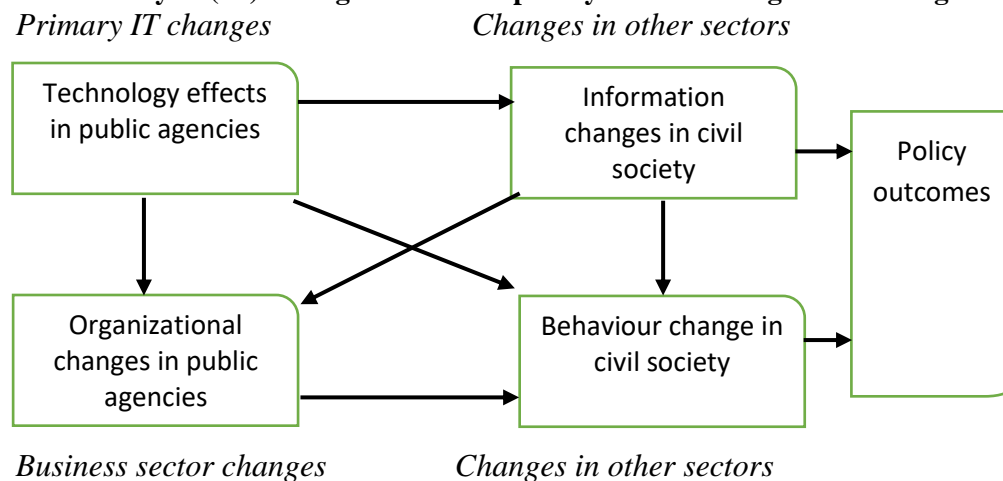 Primary IT changes
Changes in other sectors
Technology effects
in public agencies
Information
changes in civil
society
Policy
outcomes
Organizational
changes in public
agencies
Behaviour change in
civil society
Business sector changes
Changes in other sectors